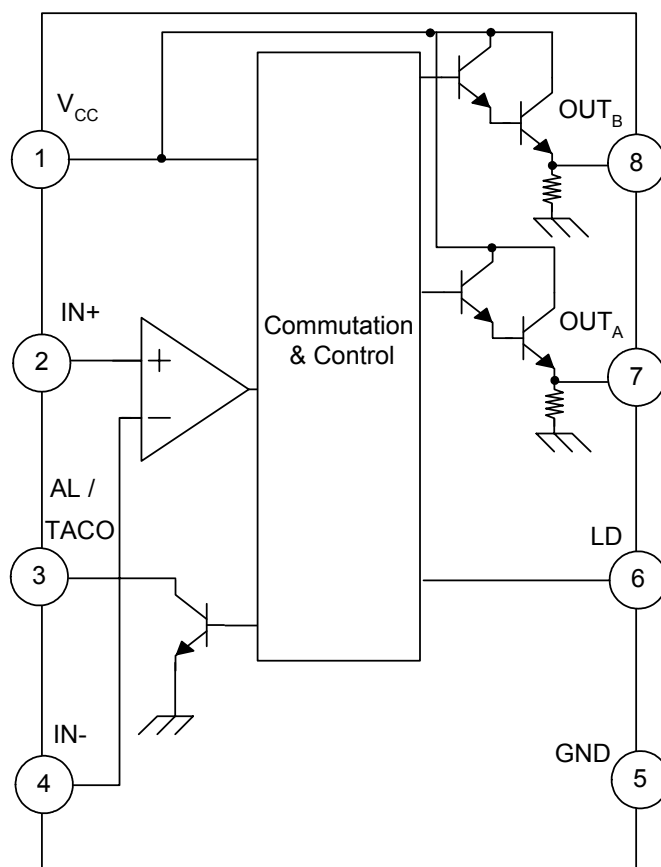 V_CC
1
OUT_B
8
IN+
2
+
−
Commutation
& Control
OUT_A
7
AL /
TACO
3
LD
6
IN-
4
GND
5